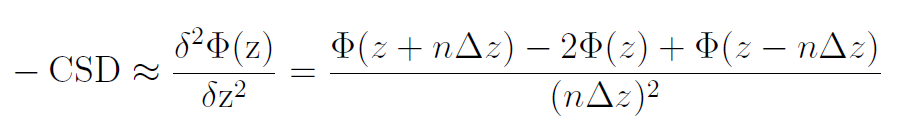 − CSD ≈ δ²Φ(z) / δz² = Φ(z + nΔz) − 2Φ(z) + Φ(z − nΔz) / (nΔz)²